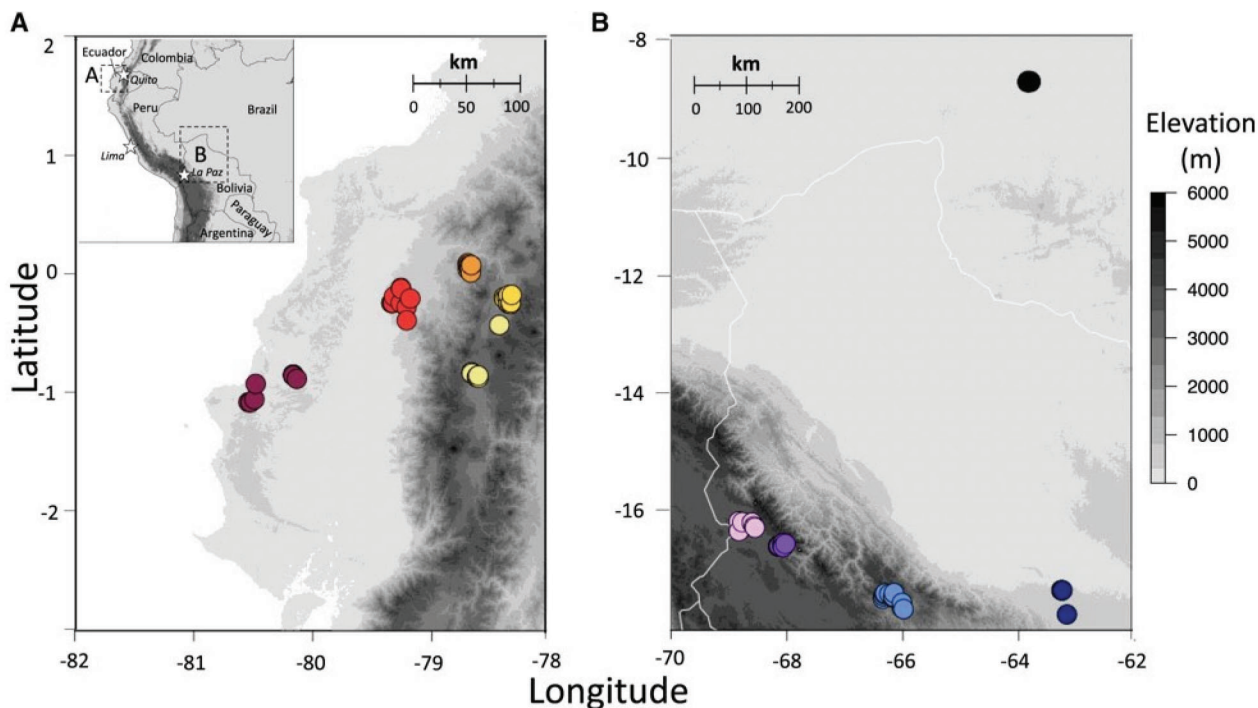 A
B
2
1
0
-1
-2
Latitude
-82
-81
-80
-79
-78
km
0 50 100
Ecuador
Colombia
A
Quito
Peru
Brazil
Lima
B
La Paz
Bolivia
Paraguay
Argentina
-8
-10
-12
-14
-16
-70
-68
-66
-64
-62
km
0 100 200
Longitude
Elevation
(m)
6000
5000
4000
3000
2000
1000
0